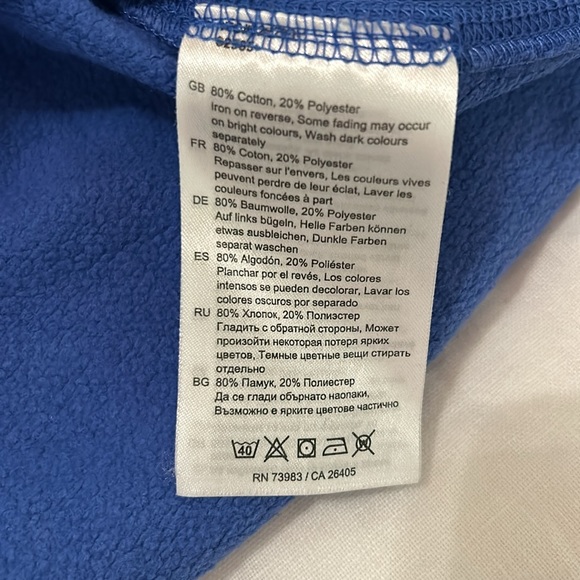 GB 80% Cotton, 20% Polyester
Iron on reverse, Some fading may occur
on bright colours, Wash dark colours
separately
FR 80% Coton, 20% Polyester
Repasser sur l'envers, Les couleurs vives
peuvent perdre de leur éclat, Laver les
couleurs foncées à part
DE 80% Baumwolle, 20% Polyester
Auf links bügeln, Helle Farben können
etwas ausbleichen, Dunkle Farben
separat waschen
ES 80% Algodón, 20% Poliéster
Planchar por el revés, Los colores
intensos se pueden decolorar, Lavar los
colores oscuros por separado
RU 80% Хлопок, 20% Полиэстер
Гладить с обратной стороны, Может
произойти некоторая потеря ярких
цветов, Темные цветные вещи стирать
отдельно
BG 80% Памук, 20% Полиестер
Да се глади обърнато наопаки,
Възможно е ярките цветове частично
40 W
RN 73983 / CA 26405